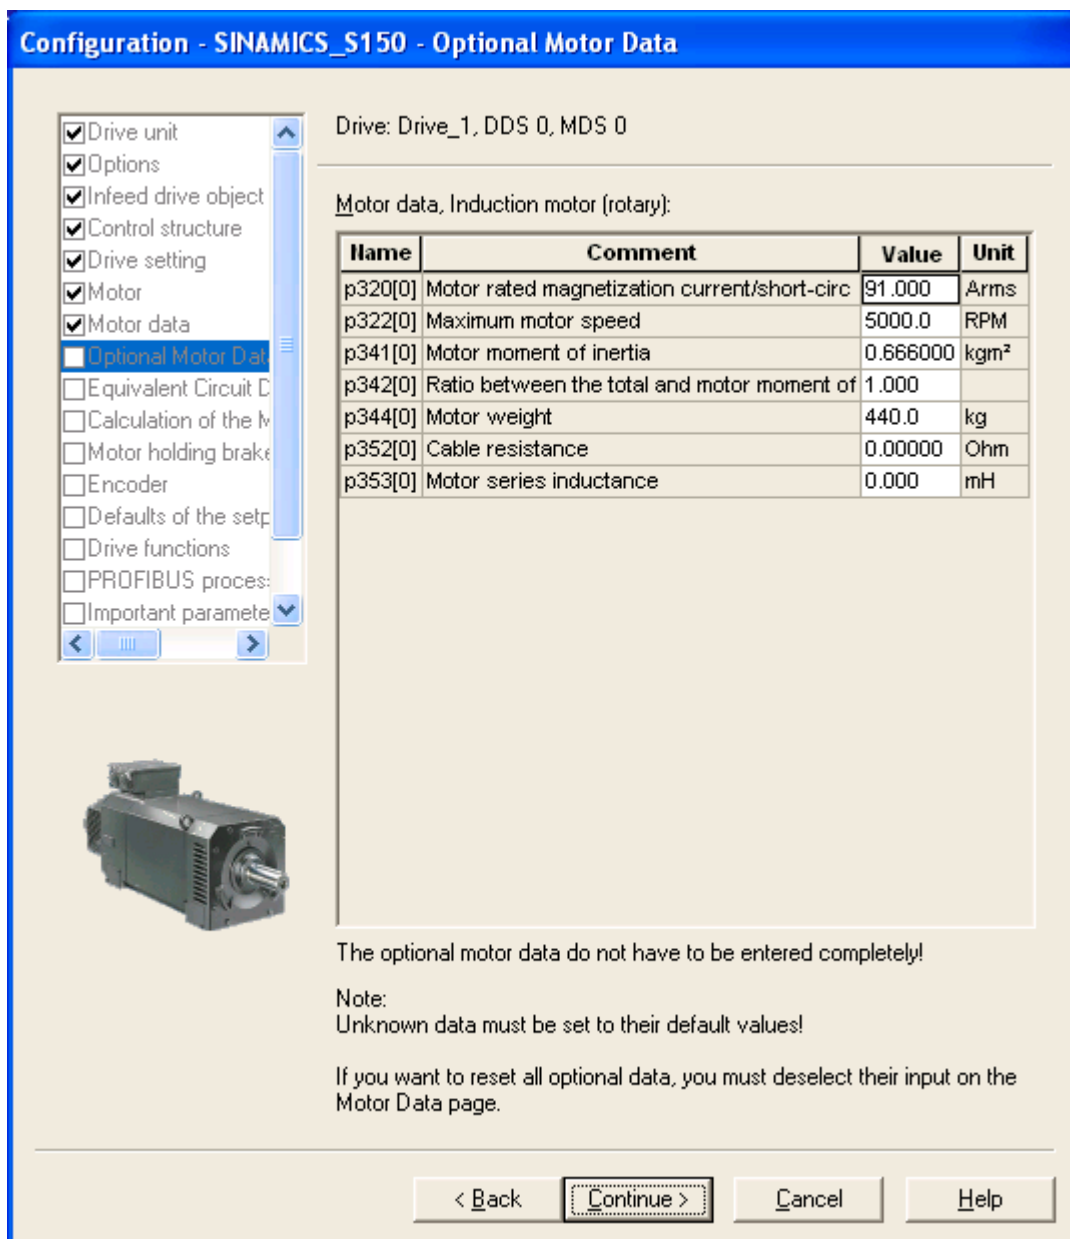 Configuration - SINAMICS_S150 - Optional Motor Data
Drive unit
Options
Infeed drive object
Control structure
Drive setting
Motor
Motor data
Optional Motor Dat
Equivalent Circuit D
Calculation of the M
Motor holding brake
Encoder
Defaults of the setp
Drive functions
PROFIBUS proces
Important paramete
Drive: Drive_1, DDS 0, MDS 0
Motor data, Induction motor (rotary):
Name Comment Value Unit
p320[0] Motor rated magnetization current/short-circ 91.000 Arms
p322[0] Maximum motor speed 5000.0 RPM
p341[0] Motor moment of inertia 0.666000 kgm²
p342[0] Ratio between the total and motor moment of 1.000
p344[0] Motor weight 440.0 kg
p352[0] Cable resistance 0.00000 Ohm
p353[0] Motor series inductance 0.000 mH
The optional motor data do not have to be entered completely!
Note:
Unknown data must be set to their default values!
If you want to reset all optional data, you must deselect their input on the
Motor Data page.
< Back Continue > Cancel Help